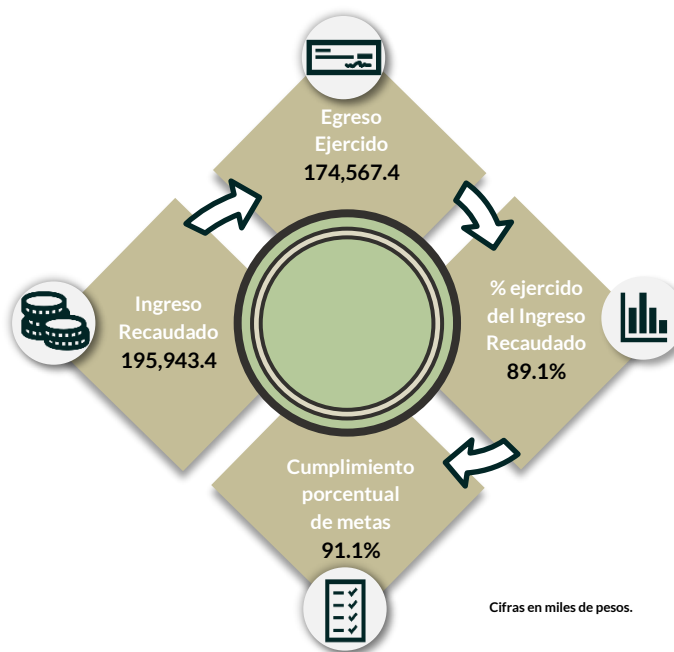 Egreso
Ejercido
174,567.4
Ingreso
Recaudado
195,943.4
% ejercido
del Ingreso
Recaudado
89.1%
Cumplimiento
porcentual
de metas
91.1%
Cifras en miles de pesos.